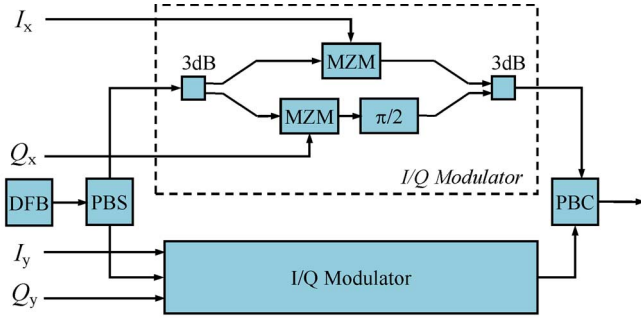 Ix
3dB
MZM
3dB
MZM
π/2
Qx
I/Q Modulator
DFB
PBS
PBC
Iy
I/Q Modulator
Qy